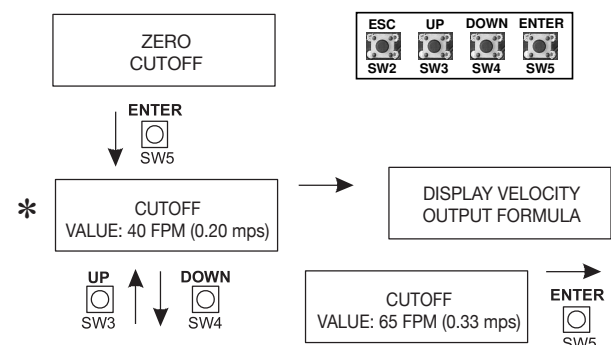 ZERO
CUTOFF
ESC UP DOWN ENTER
SW2 SW3 SW4 SW5
ENTER
SW5
*
CUTOFF
VALUE: 40 FPM (0.20 mps)
DISPLAY VELOCITY
OUTPUT FORMULA
UP
SW3
DOWN
SW4
CUTOFF
VALUE: 65 FPM (0.33 mps)
ENTER
SW5